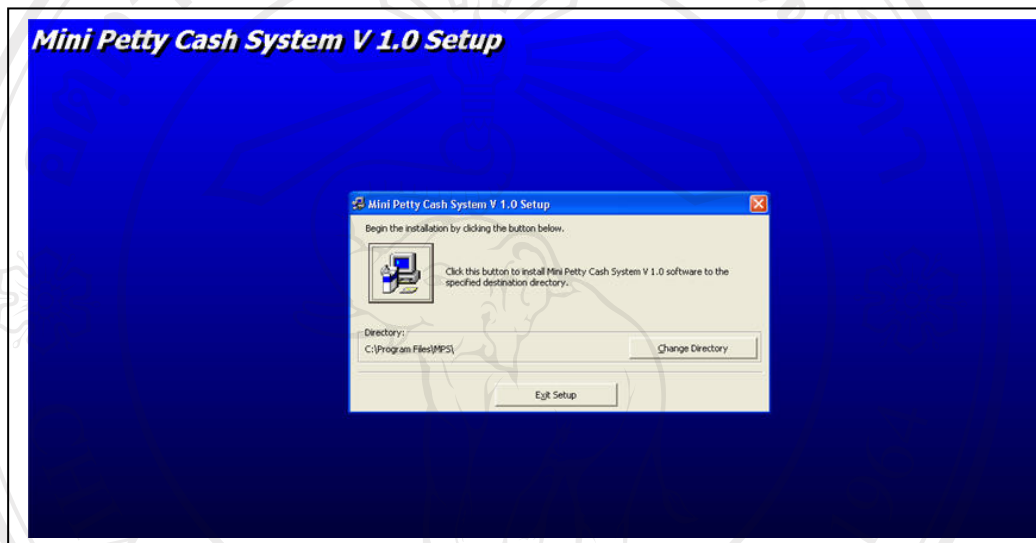 Mini Petty Cash System V 1.0 Setup
Mini Petty Cash System V 1.0 Setup
Begin the installation by clicking the button below.
Click this button to install Mini Petty Cash System V 1.0 software to the
specified destination directory.
Directory:
C:\Program Files\MPS\
Change Directory
Exit Setup